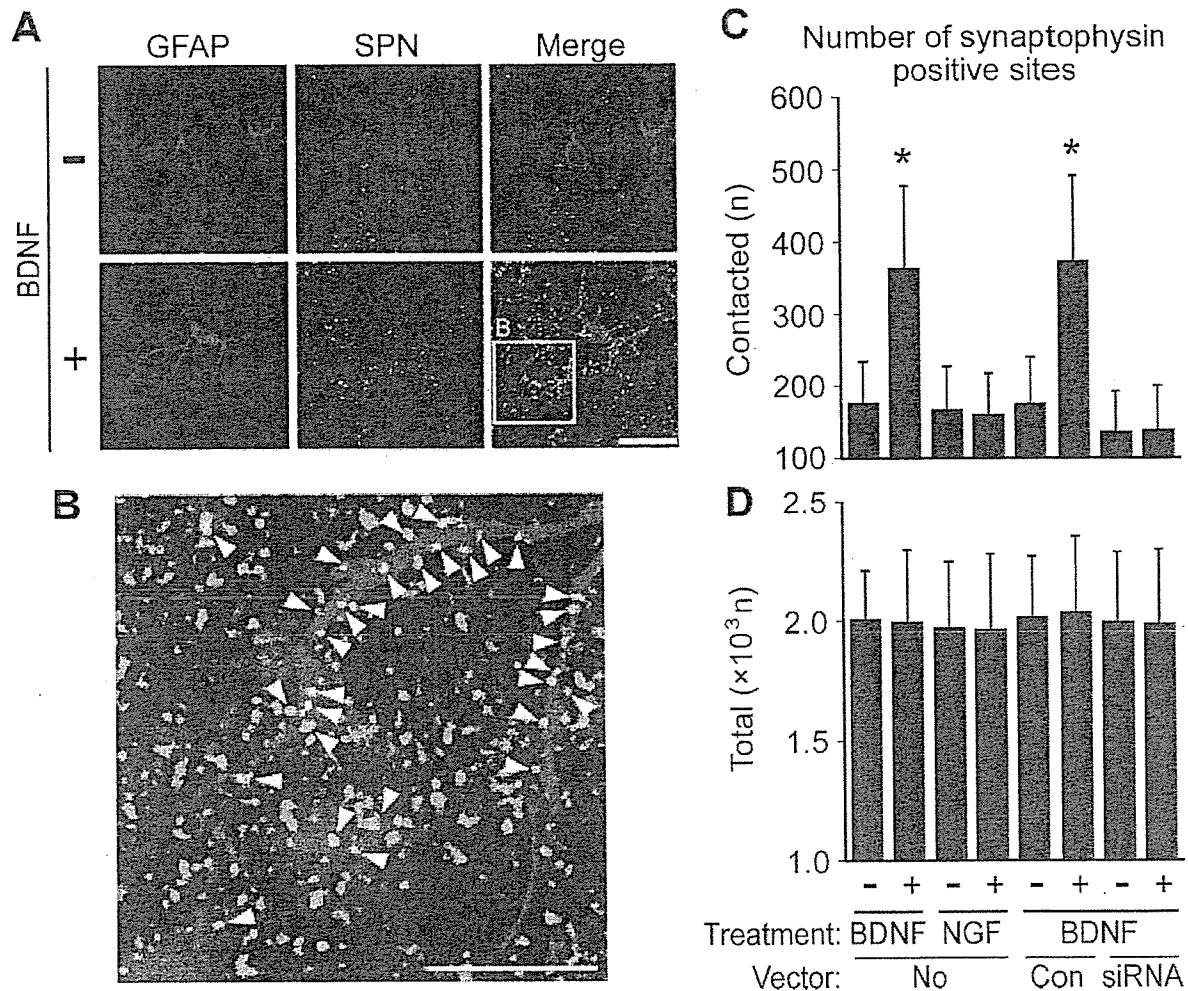 A
GFAP SPN Merge
BDNF
-
+
B
B
C
Number of synaptophysin
positive sites
Contacted (n)
600
500
400
300
200
100
* *
D
Total (×10³n)
2.5
2.0
1.5
1.0
- + - + - + - +
Treatment: BDNF NGF BDNF
Vector: No Con siRNA